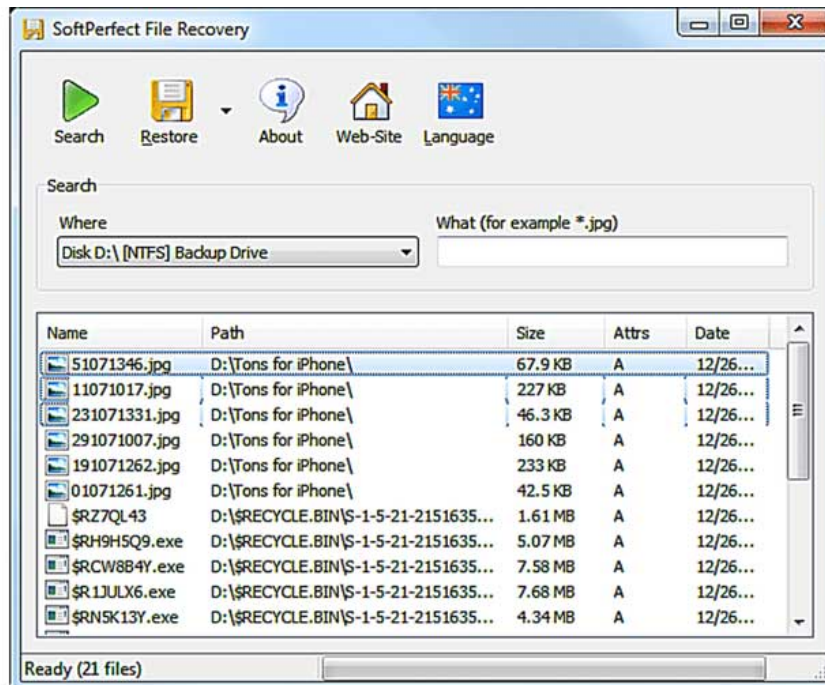 SoftPerfect File Recovery
Search Restore About Web-Site Language
Search
Where What (for example *.jpg)
Disk D:\ [NTFS] Backup Drive
Name Path Size Attrs Date
51071346.jpg D:\Tons for iPhone\ 67.9 KB A 12/26...
11071017.jpg D:\Tons for iPhone\ 227 KB A 12/26...
231071331.jpg D:\Tons for iPhone\ 46.3 KB A 12/26...
291071007.jpg D:\Tons for iPhone\ 160 KB A 12/26...
191071262.jpg D:\Tons for iPhone\ 233 KB A 12/26...
01071261.jpg D:\Tons for iPhone\ 42.5 KB A 12/26...
$RZ7QL43 D:\$RECYCLE.BIN\S-1-5-21-2151635... 1.61 MB A 12/26...
$RH9H5Q9.exe D:\$RECYCLE.BIN\S-1-5-21-2151635... 5.07 MB A 12/26...
$RCW8B4Y.exe D:\$RECYCLE.BIN\S-1-5-21-2151635... 7.58 MB A 12/26...
$R1JULX6.exe D:\$RECYCLE.BIN\S-1-5-21-2151635... 7.68 MB A 12/26...
$RN5K13Y.exe D:\$RECYCLE.BIN\S-1-5-21-2151635... 4.34 MB A 12/26...
Ready (21 files)